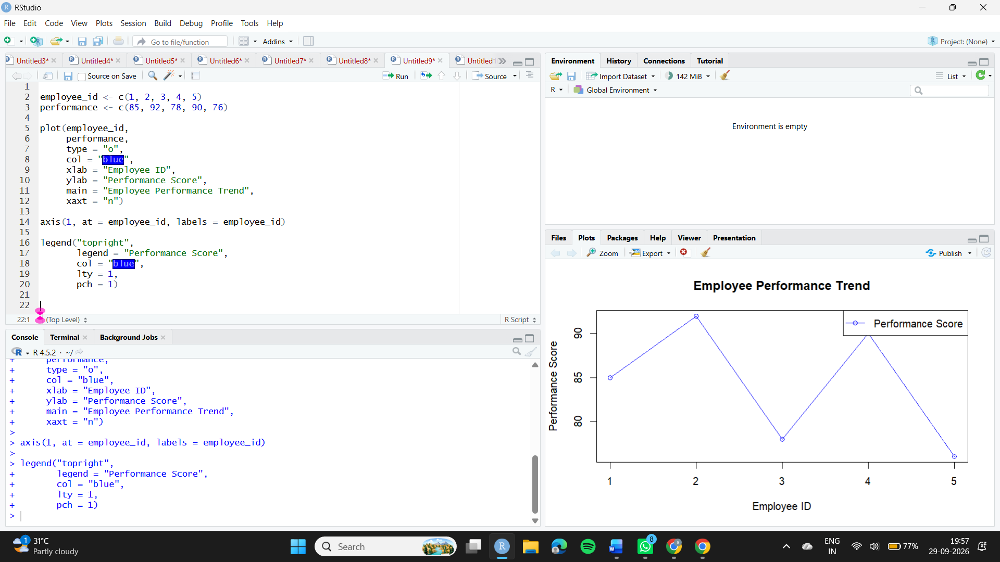 RStudio
File Edit Code View Plots Session Build Debug Profile Tools Help
Go to file/function Addins Project: (None)
Untitled3* Untitled4* Untitled5* Untitled6* Untitled7* Untitled8* Untitled9* Untitled1
Source on Save Run Source
1
2 employee_id <- c(1, 2, 3, 4, 5)
3 performance <- c(85, 92, 78, 90, 76)
4
5 plot(employee_id,
6 performance,
7 type = "o",
8 col = "blue",
9 xlab = "Employee ID",
10 ylab = "Performance Score",
11 main = "Employee Performance Trend",
12 xaxt = "n")
13
14 axis(1, at = employee_id, labels = employee_id)
15
16 legend("topright",
17 legend = "Performance Score",
18 col = "blue",
19 lty = 1,
20 pch = 1)
21
22
22:1 (Top Level) R Script
Console Terminal Background Jobs
R R 4.5.2 · ~/
+ performance,
+ type = "o",
+ col = "blue",
+ xlab = "Employee ID",
+ ylab = "Performance Score",
+ main = "Employee Performance Trend",
+ xaxt = "n")
>
> axis(1, at = employee_id, labels = employee_id)
>
> legend("topright",
+ legend = "Performance Score",
+ col = "blue",
+ lty = 1,
+ pch = 1)
>
Environment History Connections Tutorial
Import Dataset 142 MiB List
R Global Environment
Environment is empty
Files Plots Packages Help Viewer Presentation
Zoom Export Publish
Employee Performance Trend
Performance Score
Performance Score
90
85
80
1 2 3 4 5
Employee ID
1 31°C
Partly cloudy
Search
8
ENG
IN
77%
19:57
29-09-2026